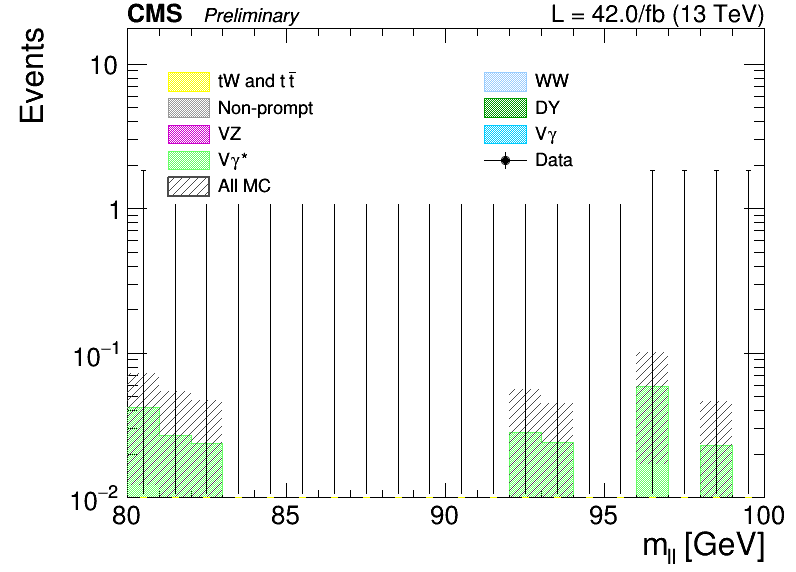 CMS Preliminary L = 42.0/fb (13 TeV)
Events
10
1
10⁻¹
10⁻²
tW and t t̅
Non-prompt
VZ
Vγ*
All MC
WW
DY
Vγ
Data
80 85 90 95 100
m_ll [GeV]